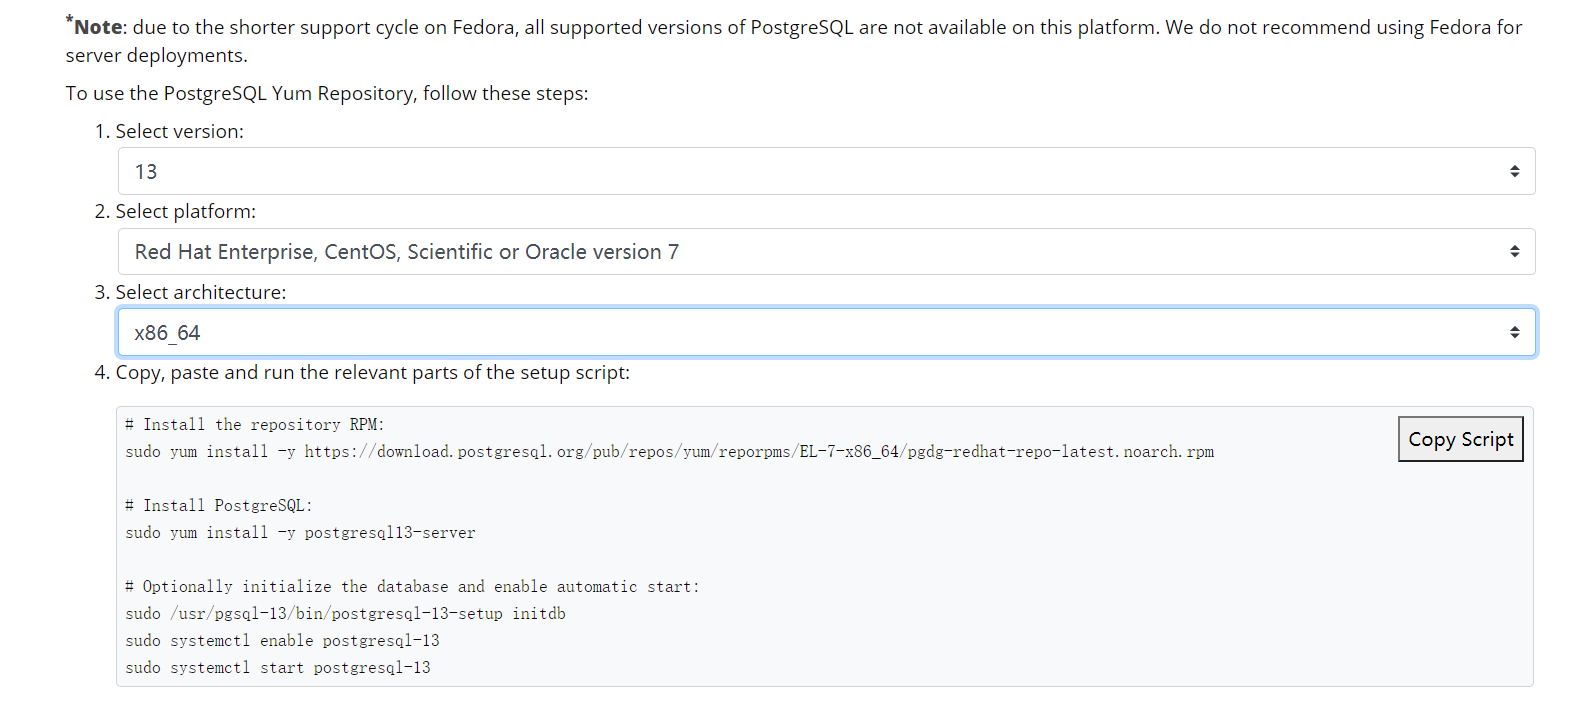 *Note: due to the shorter support cycle on Fedora, all supported versions of PostgreSQL are not available on this platform. We do not recommend using Fedora for
server deployments.
To use the PostgreSQL Yum Repository, follow these steps:
1. Select version:
13
2. Select platform:
Red Hat Enterprise, CentOS, Scientific or Oracle version 7
3. Select architecture:
x86_64
4. Copy, paste and run the relevant parts of the setup script:
Copy Script
# Install the repository RPM:
sudo yum install -y https://download.postgresql.org/pub/repos/yum/reporpms/EL-7-x86_64/pgdg-redhat-repo-latest.noarch.rpm
# Install PostgreSQL:
sudo yum install -y postgresql13-server
# Optionally initialize the database and enable automatic start:
sudo /usr/pgsql-13/bin/postgresql-13-setup initdb
sudo systemctl enable postgresql-13
sudo systemctl start postgresql-13